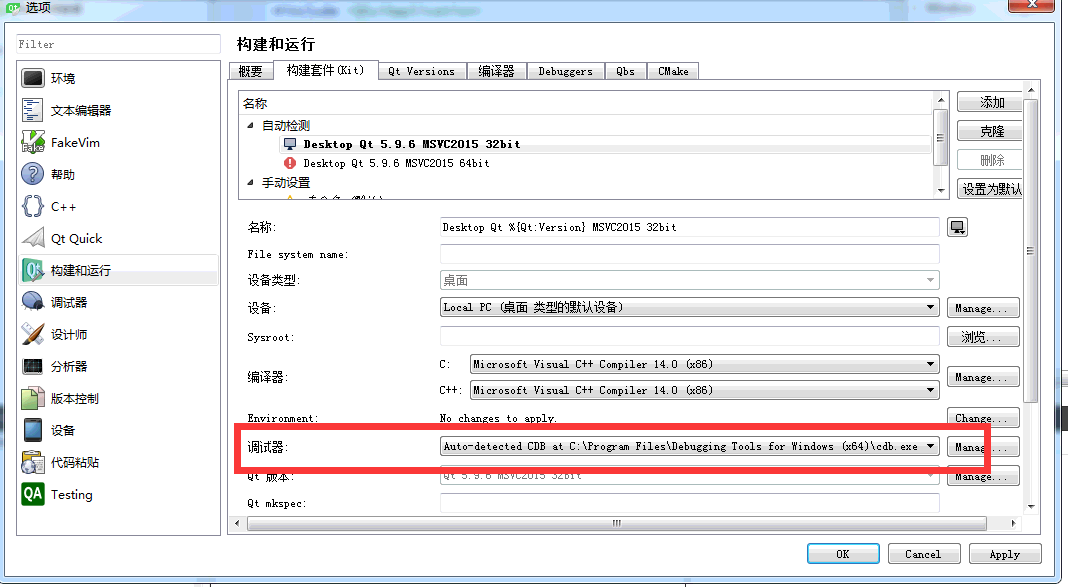 选项
Filter
环境
文本编辑器
FakeVim
帮助
C++
Qt Quick
构建和运行
调试器
设计师
分析器
版本控制
设备
代码粘贴
Testing
构建和运行
概要 构建套件(Kit) Qt Versions 编译器 Debuggers Qbs CMake
名称
自动检测
Desktop Qt 5.9.6 MSVC2015 32bit
Desktop Qt 5.9.6 MSVC2015 64bit
手动设置
添加
克隆
删除
设置为默认
名称: Desktop Qt %{Qt:Version} MSVC2015 32bit
File system name:
设备类型: 桌面
设备: Local PC (桌面 类型的默认设备) Manage...
Sysroot: 浏览...
编译器: C: Microsoft Visual C++ Compiler 14.0 (x86)
C++: Microsoft Visual C++ Compiler 14.0 (x86) Manage...
Environment: No changes to apply. Change...
调试器: Auto-detected CDB at C:\Program Files\Debugging Tools for Windows (x64)\cdb.exe Manag
Qt 版本: Qt 5.9.6 MSVC2015 32bit Manage...
Qt mkspec:
OK Cancel Apply